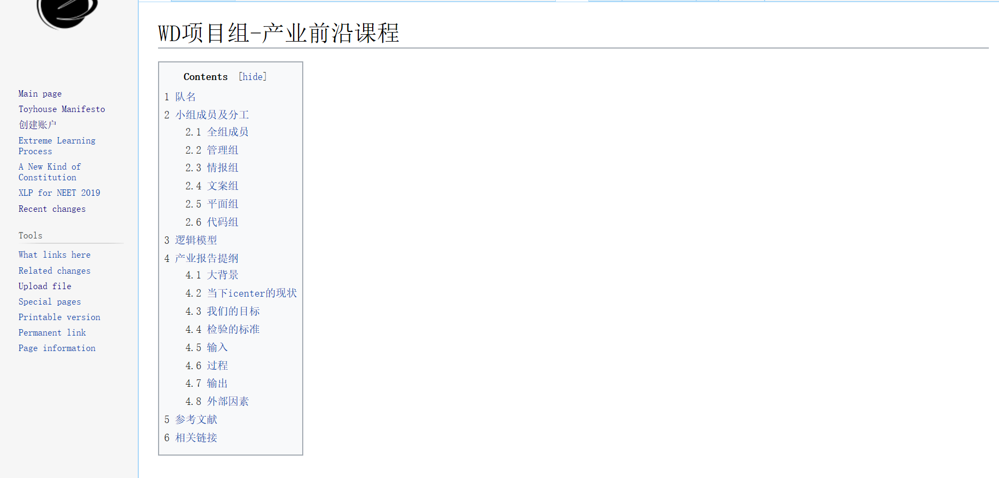 WD项目组-产业前沿课程
Contents [hide]
1 队名
2 小组成员及分工
2.1 全组成员
2.2 管理组
2.3 情报组
2.4 文案组
2.5 平面组
2.6 代码组
3 逻辑模型
4 产业报告提纲
4.1 大背景
4.2 当下icenter的现状
4.3 我们的目标
4.4 检验的标准
4.5 输入
4.6 过程
4.7 输出
4.8 外部因素
5 参考文献
6 相关链接
Main page
Toyhouse Manifesto
创建账户
Extreme Learning
Process
A New Kind of
Constitution
XLP for NEET 2019
Recent changes
Tools
What links here
Related changes
Upload file
Special pages
Printable version
Permanent link
Page information